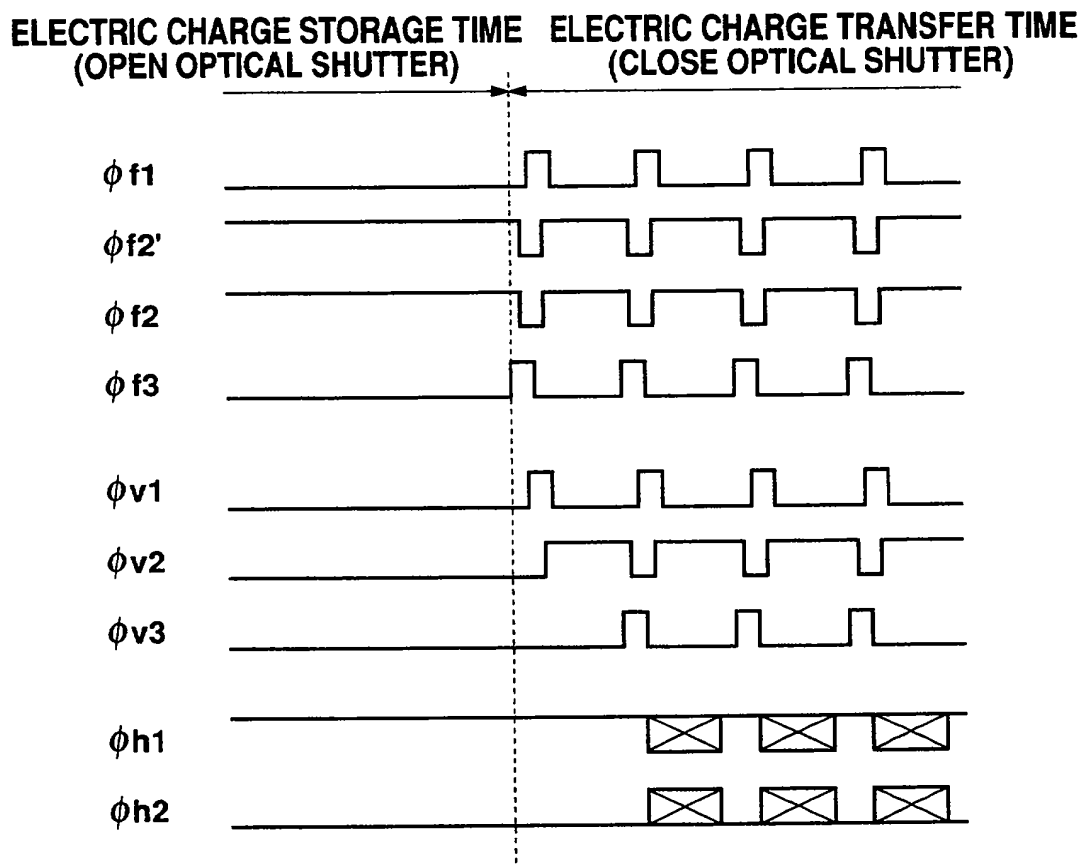 ELECTRIC CHARGE STORAGE TIME
(OPEN OPTICAL SHUTTER)
ELECTRIC CHARGE TRANSFER TIME
(CLOSE OPTICAL SHUTTER)
ϕf1
ϕf2'
ϕf2
ϕf3
ϕv1
ϕv2
ϕv3
ϕh1
ϕh2